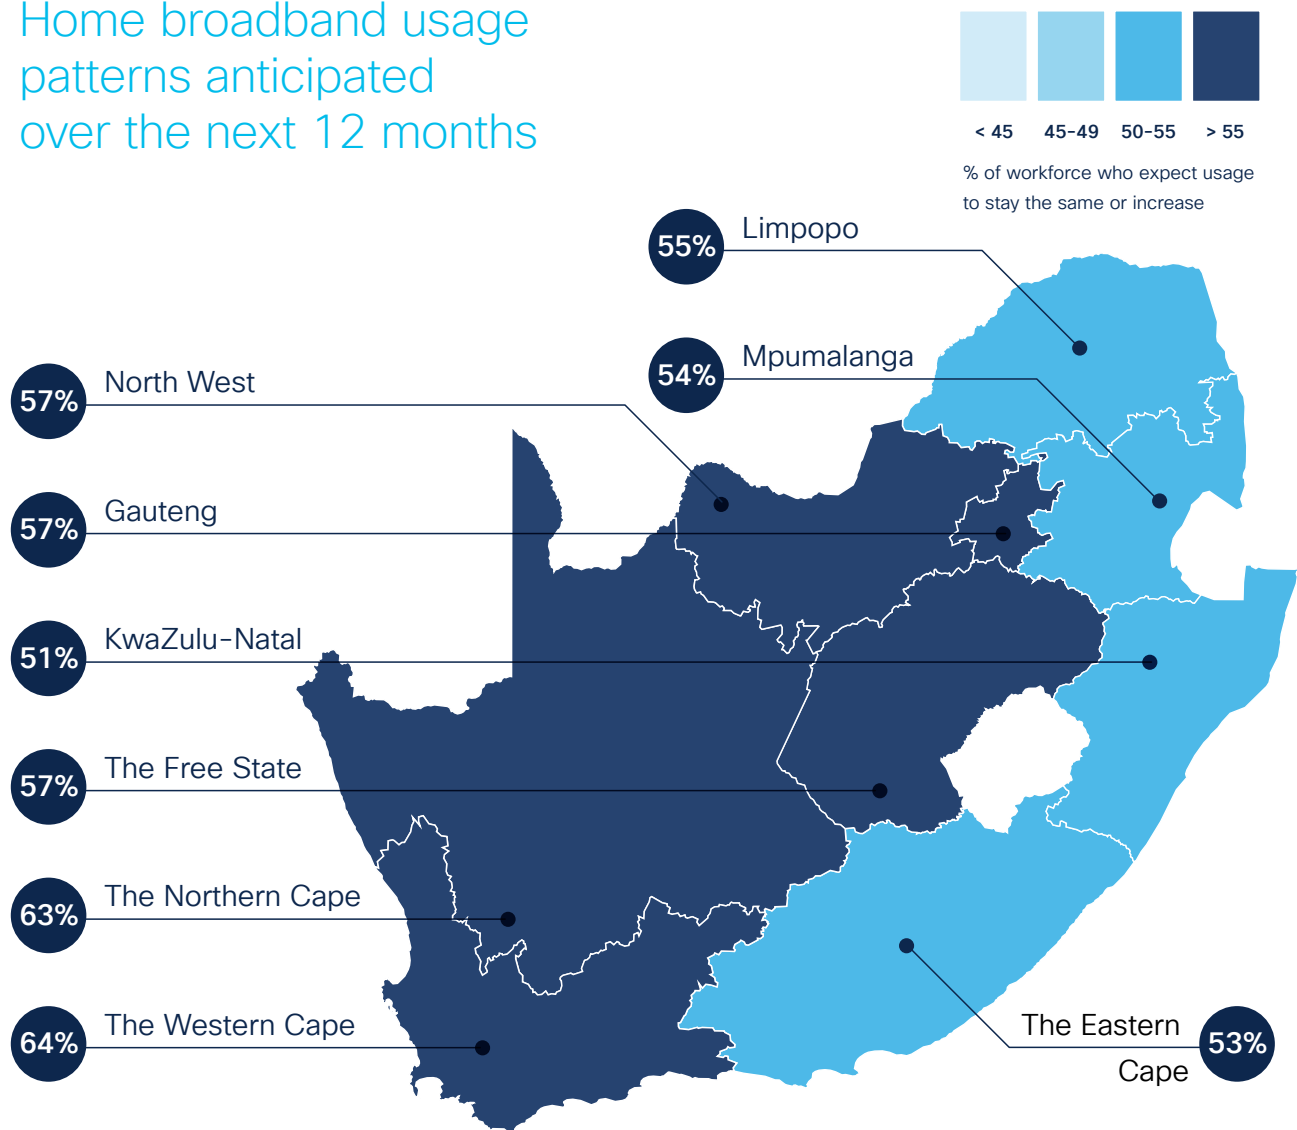 Home broadband usage
patterns anticipated
over the next 12 months
< 45
45-49
50-55
> 55
% of workforce who expect usage
to stay the same or increase
55%
Limpopo
54%
Mpumalanga
57%
North West
57%
Gauteng
51%
KwaZulu-Natal
57%
The Free State
63%
The Northern Cape
64%
The Western Cape
The Eastern
Cape
53%